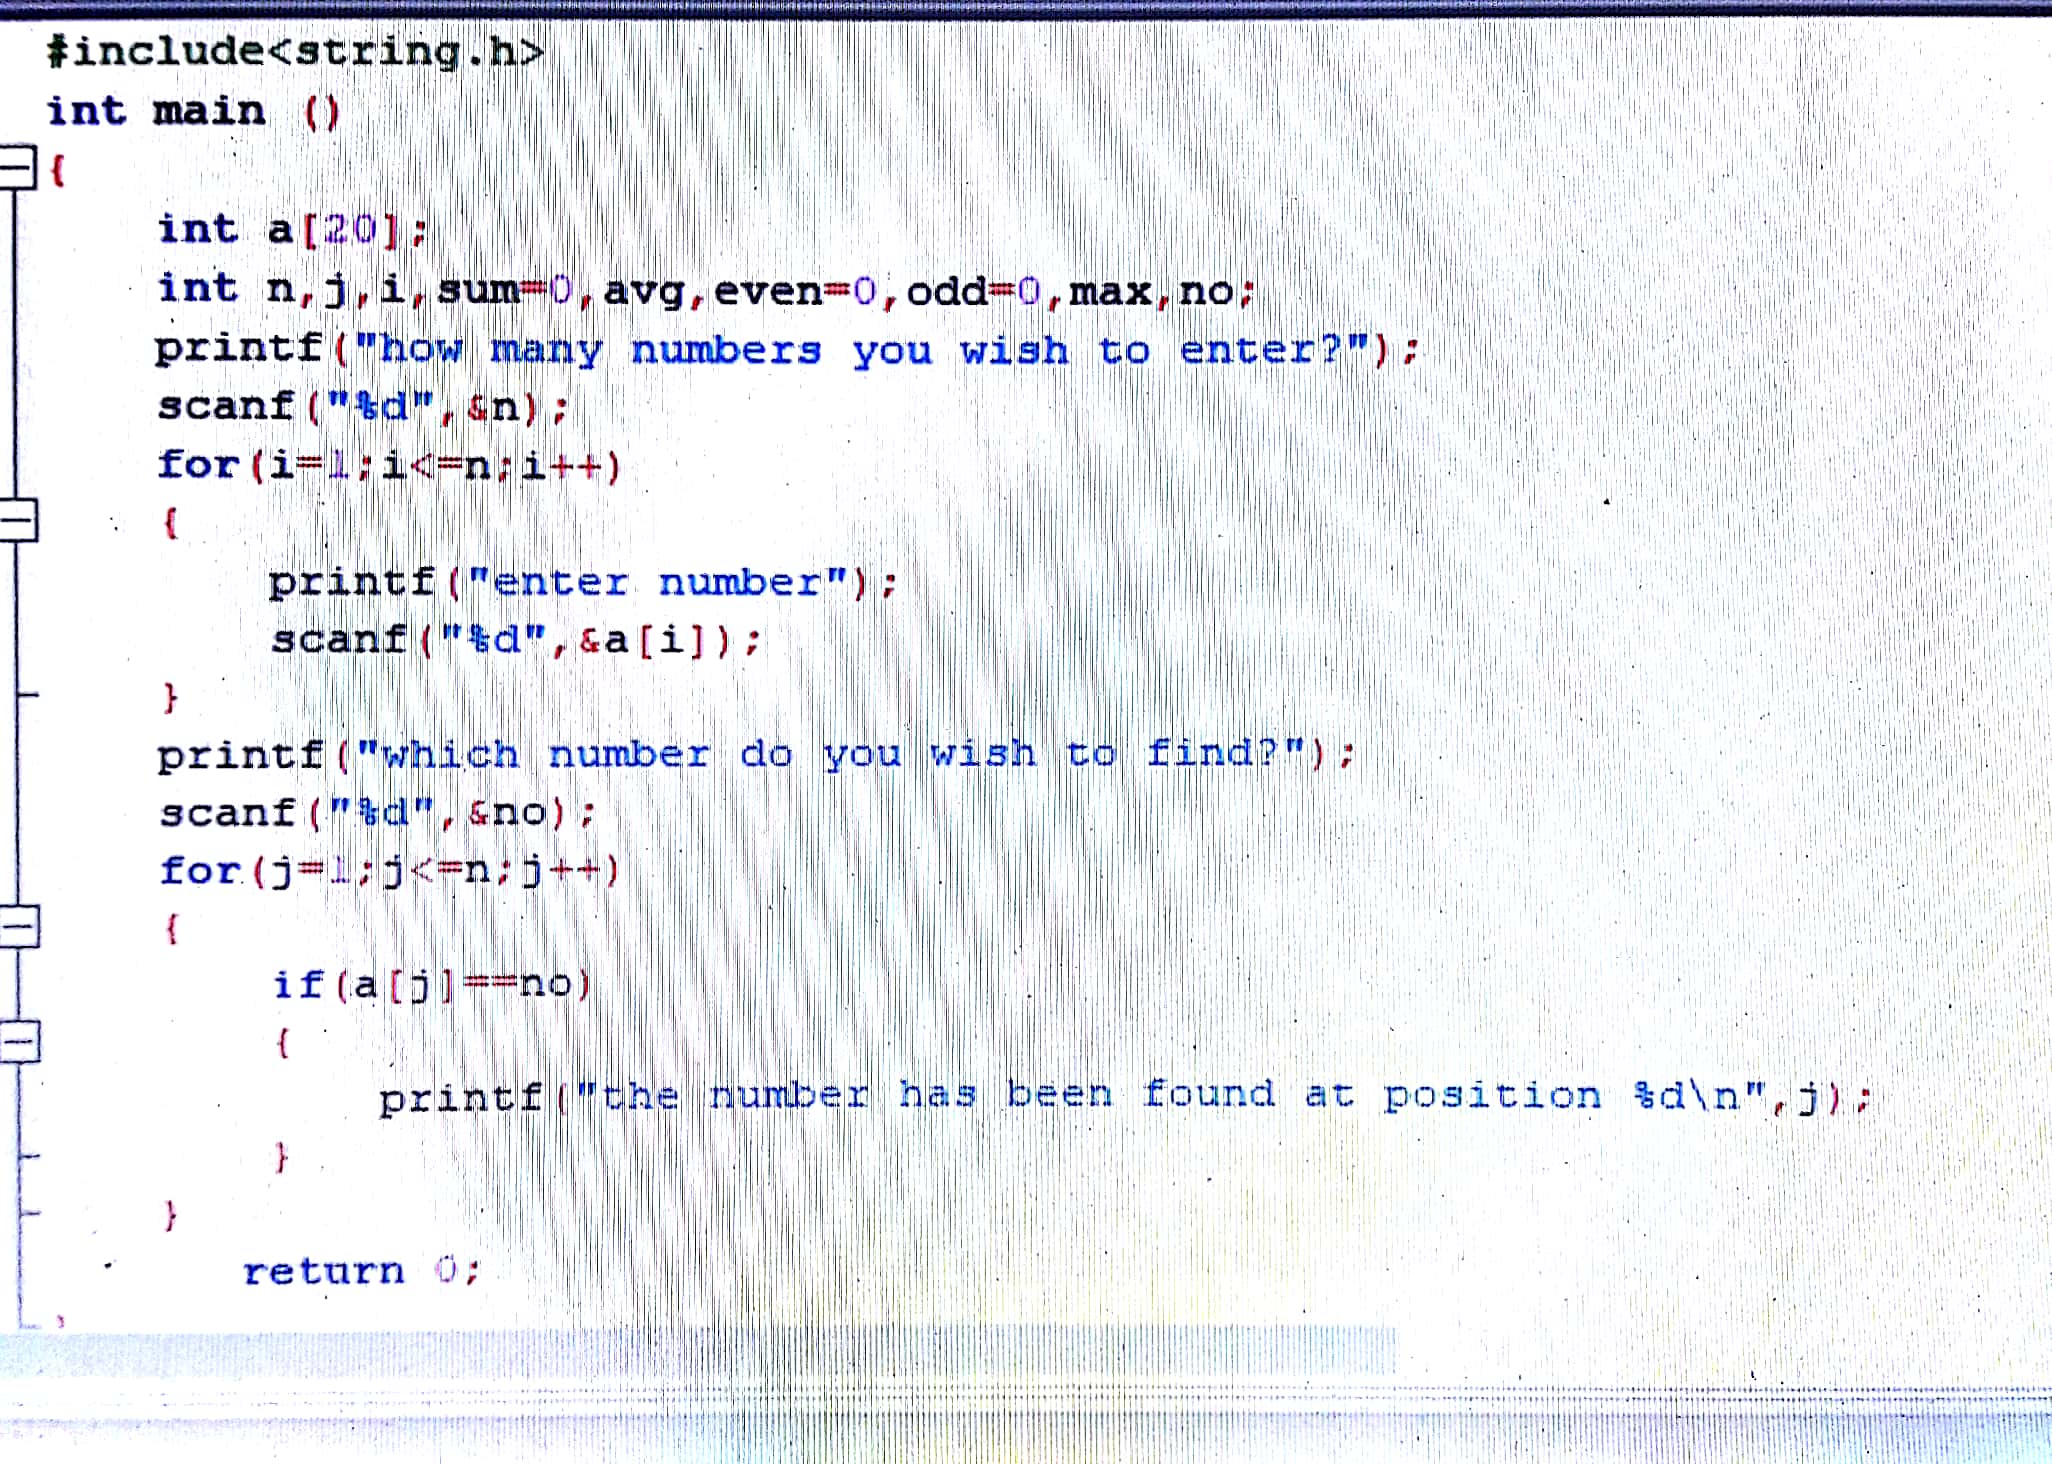 #include<string.h>
int main ()
{
int a[20];
int n,j,i,sum=0,avg,even=0,odd=0,max,no;
printf("how many numbers you wish to enter?");
scanf("%d",&n);
for(i=1;i<=n;i++)
{
printf("enter number");
scanf("%d",&a[i]);
}
printf("which number do you wish to find?");
scanf("%d",&no);
for(j=1;j<=n;j++)
{
if(a[j]==no)
{
printf("the number has been found at position %d\n",j);
}
}
return 0;
}